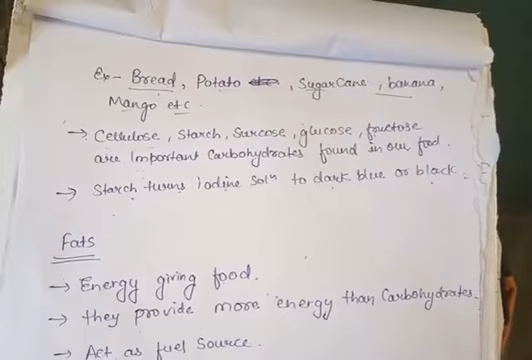 Ex- Bread, Potato , Sugarcane, banana,
Mango etc.
→ Cellulose, Starch, Surcose, glucose, fructose
are Important Carbohydrates found in our food.
→ Starch turns iodine solⁿ to dark blue or black.
Fats
→ Energy giving food.
→ they provide more energy than Carbohydrates.
→ Act as fuel Source.